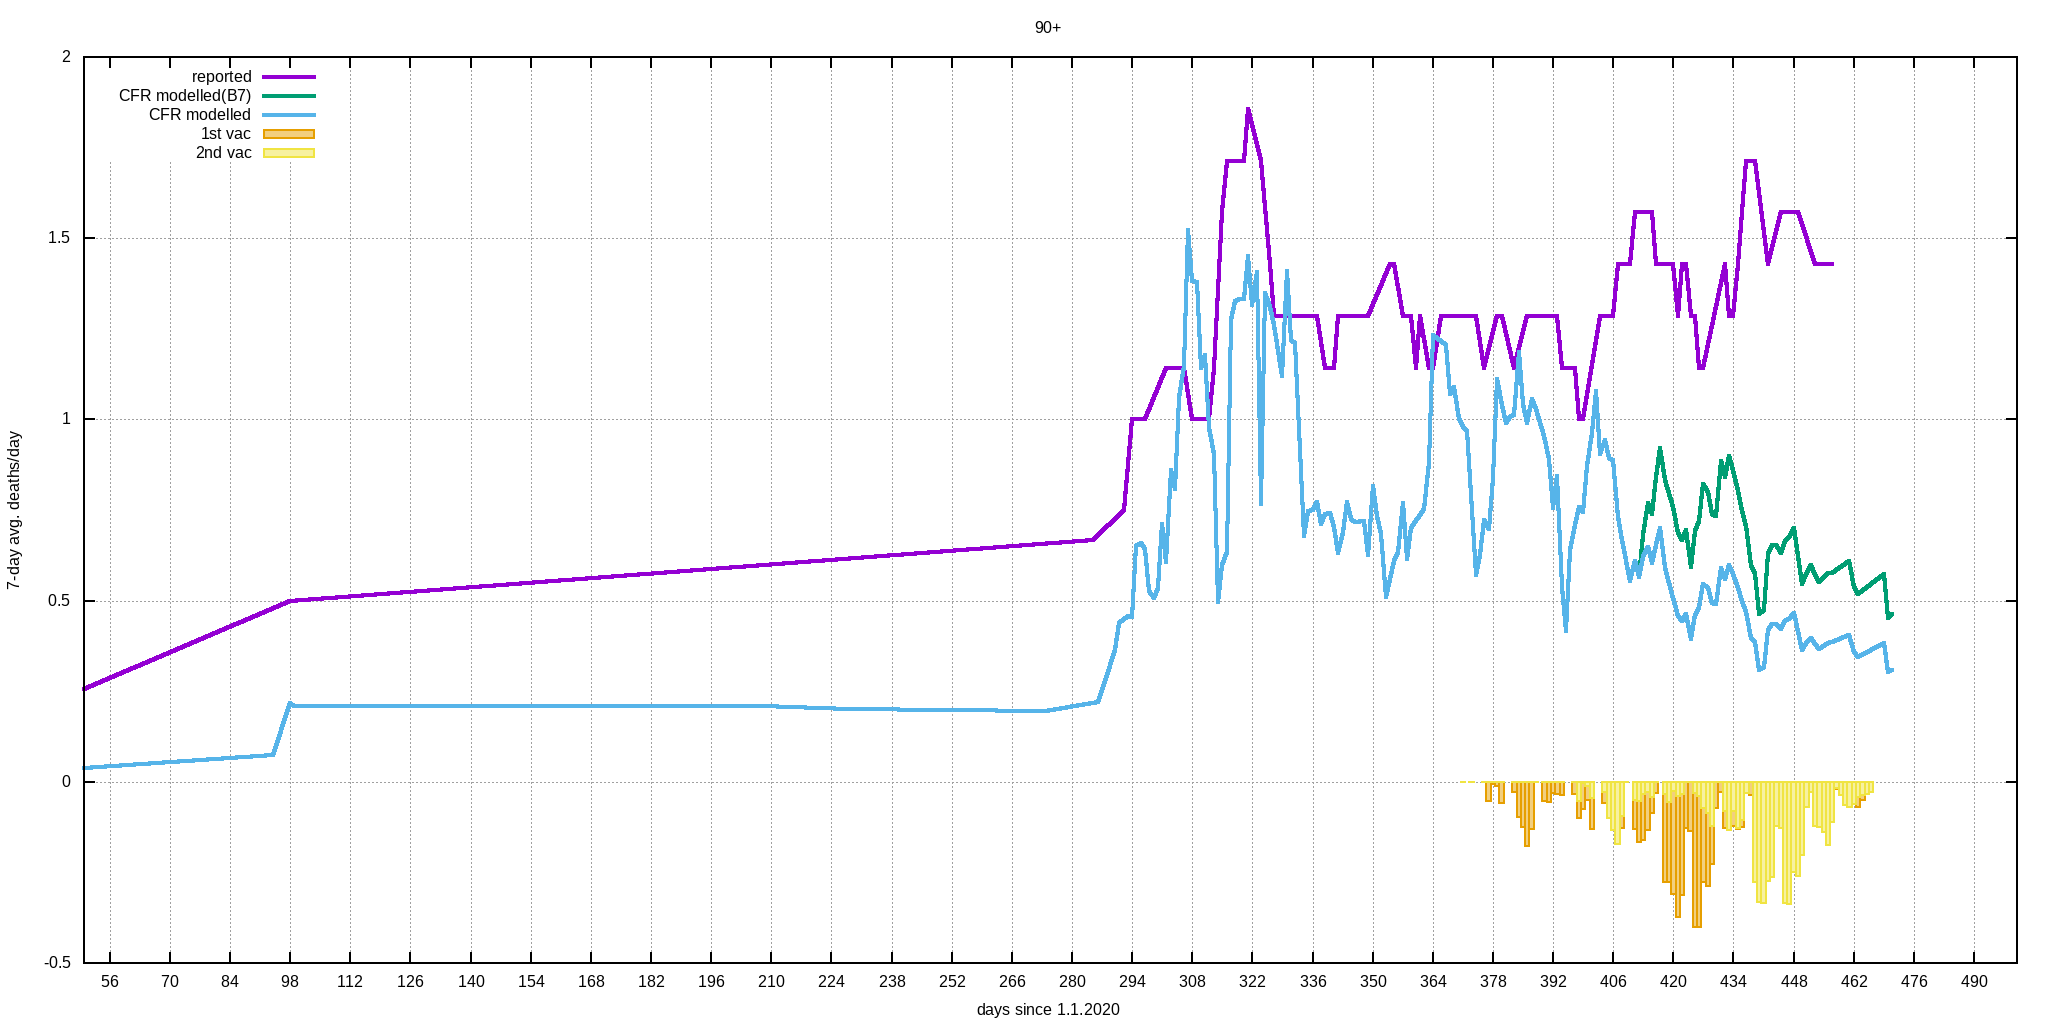 90+
2
reported
CFR modelled(B7)
CFR modelled
1st vac
2nd vac
1.5
1
0.5
0
-0.5
7-day avg. deaths/day
56 70 84 98 112 126 140 154 168 182 196 210 224 238 252 266 280 294 308 322 336 350 364 378 392 406 420 434 448 462 476 490
days since 1.1.2020